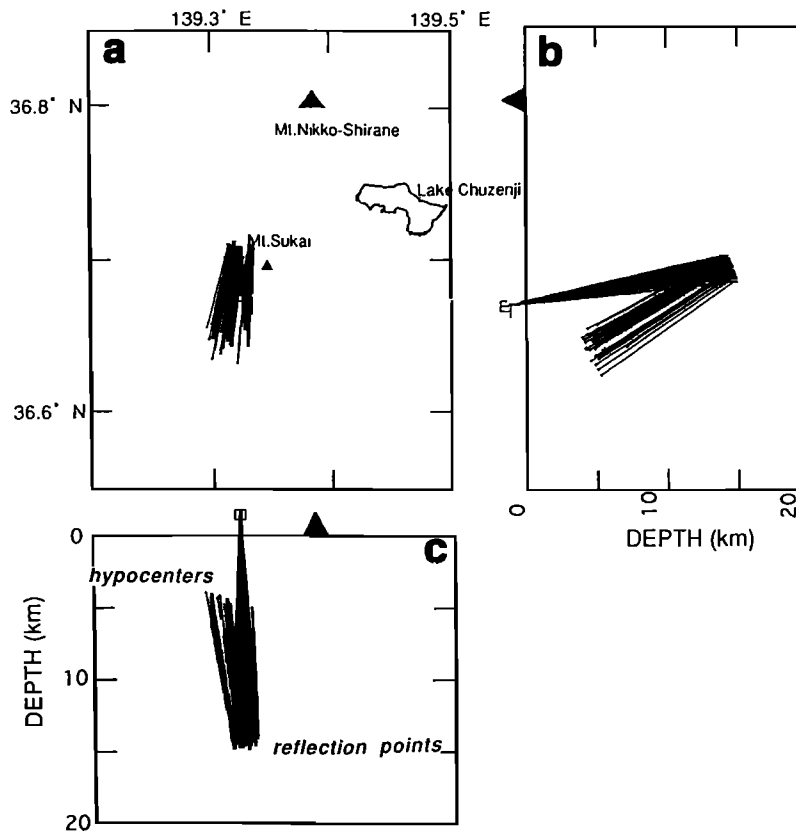 139.3° E
139.5° E
a
b
36.8° N
Mt.Nikko-Shirane
Lake Chuzenji
Mt.Sukai
36.6° N
0
10
20
DEPTH (km)
0
c
hypocenters
DEPTH (km)
10
reflection points
20